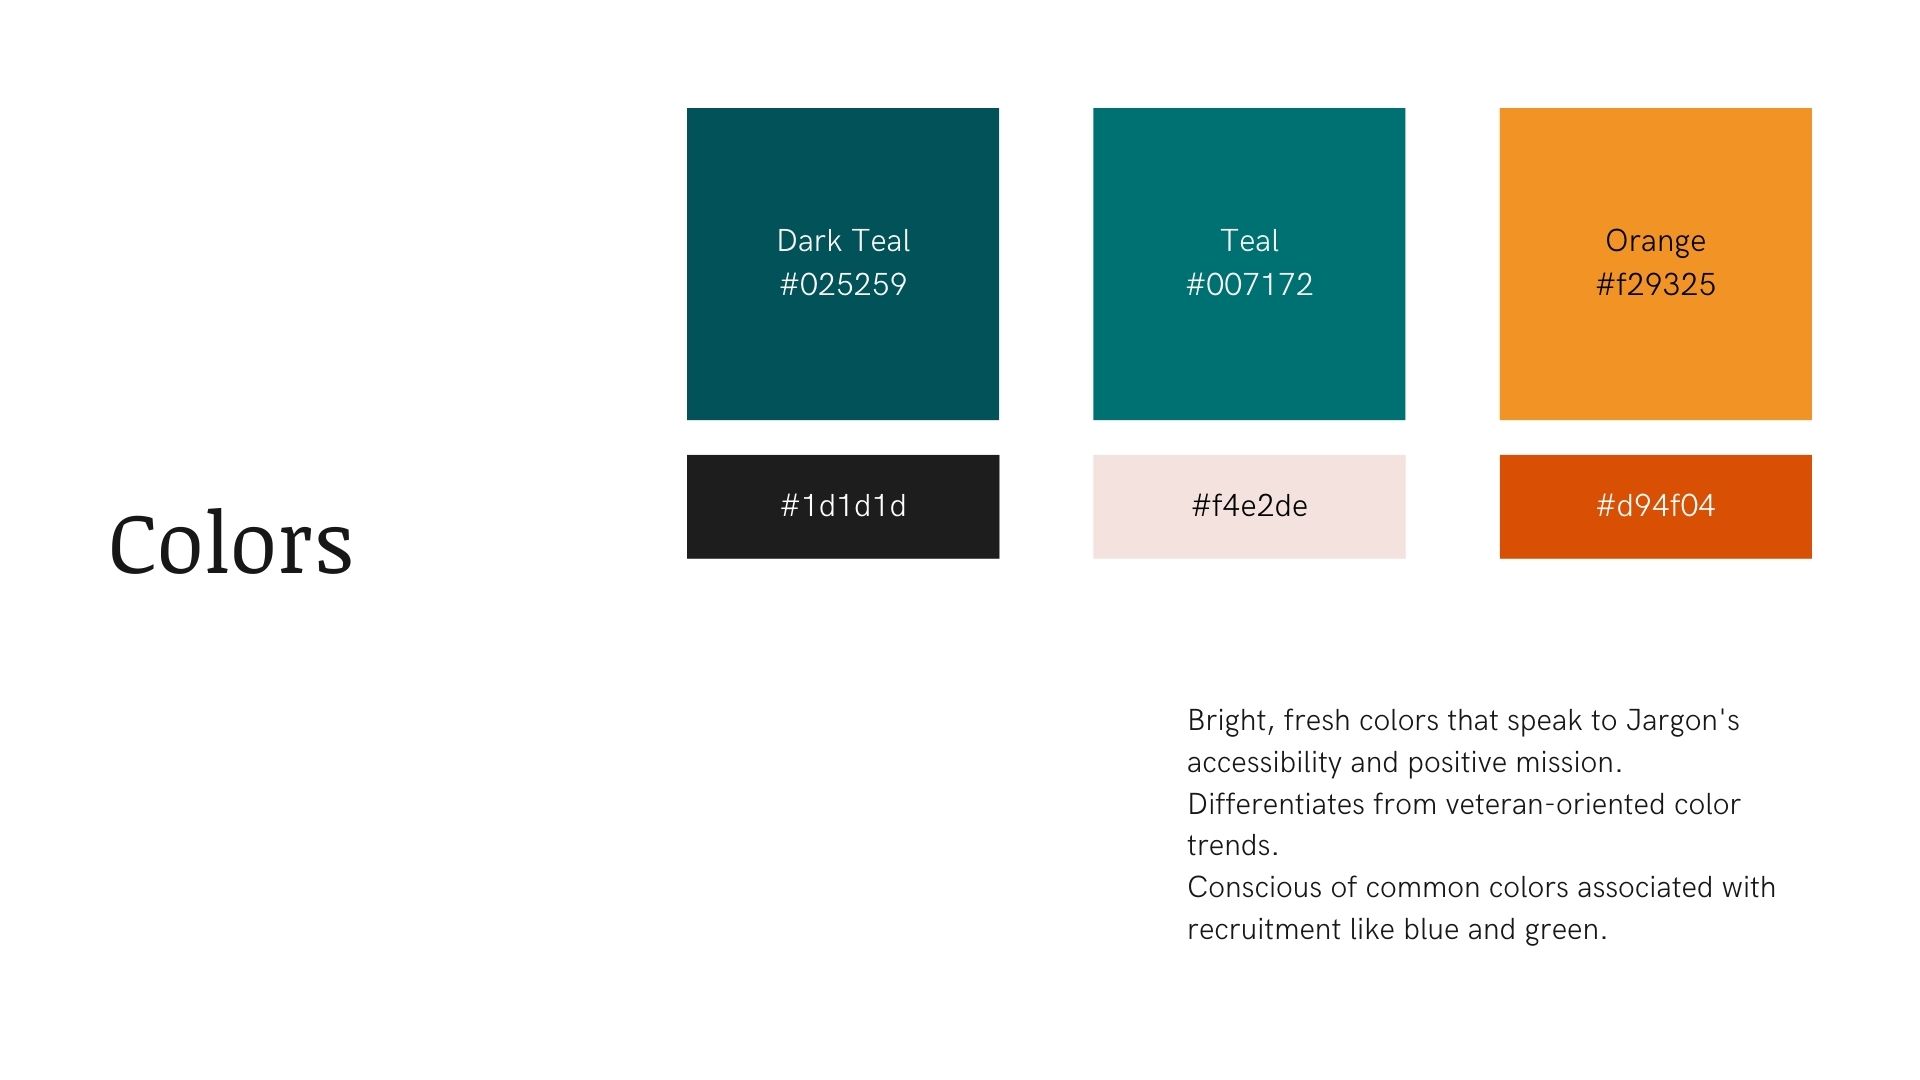 Dark Teal
#025259
Teal
#007172
Orange
#f29325
#1d1d1d
#f4e2de
#d94f04
Colors
Bright, fresh colors that speak to Jargon's
accessibility and positive mission.
Differentiates from veteran-oriented color
trends.
Conscious of common colors associated with
recruitment like blue and green.